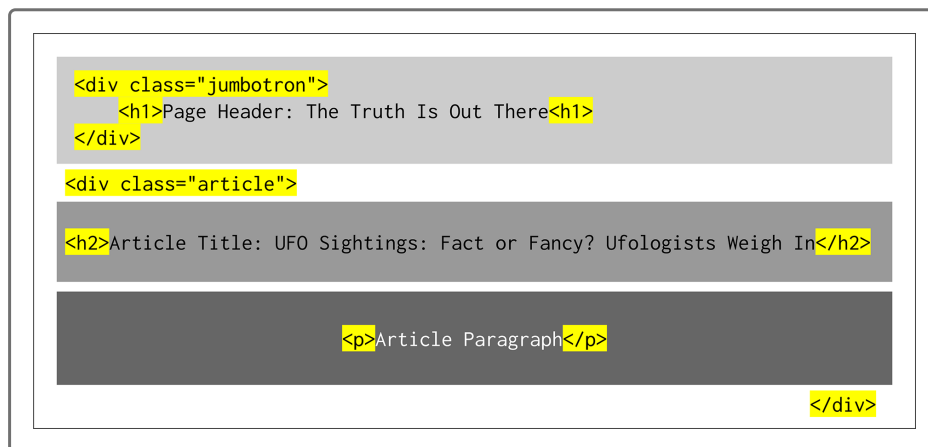 <div class="jumbotron">
<h1>Page Header: The Truth Is Out There<h1>
</div>
<div class="article">
<h2>Article Title: UFO Sightings: Fact or Fancy? Ufologists Weigh In</h2>
<p>Article Paragraph</p>
</div>